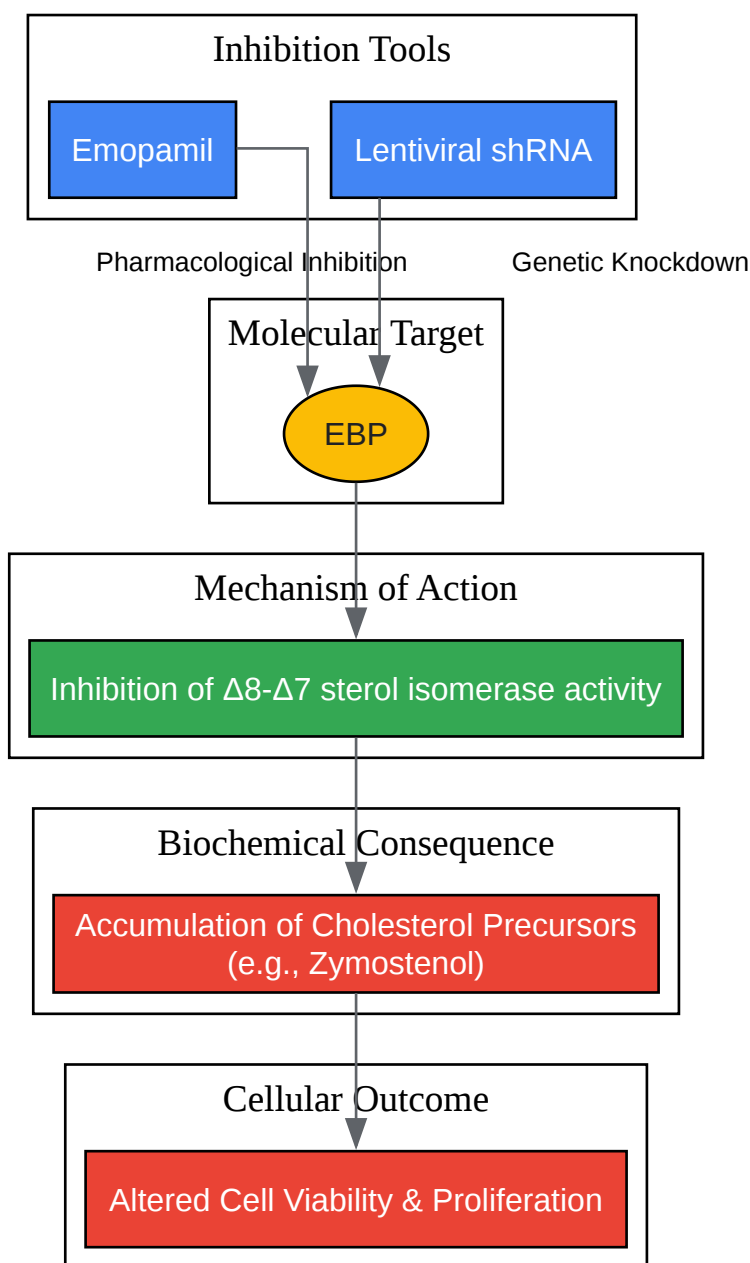 Inhibition Tools
Emopamil
Lentiviral shRNA
Pharmacological Inhibition
Genetic Knockdown
Molecular Target
EBP
Mechanism of Action
Inhibition of Δ8-Δ7 sterol isomerase activity
Biochemical Consequence
Accumulation of Cholesterol Precursors
(e.g., Zymostenol)
Cellular Outcome
Altered Cell Viability & Proliferation